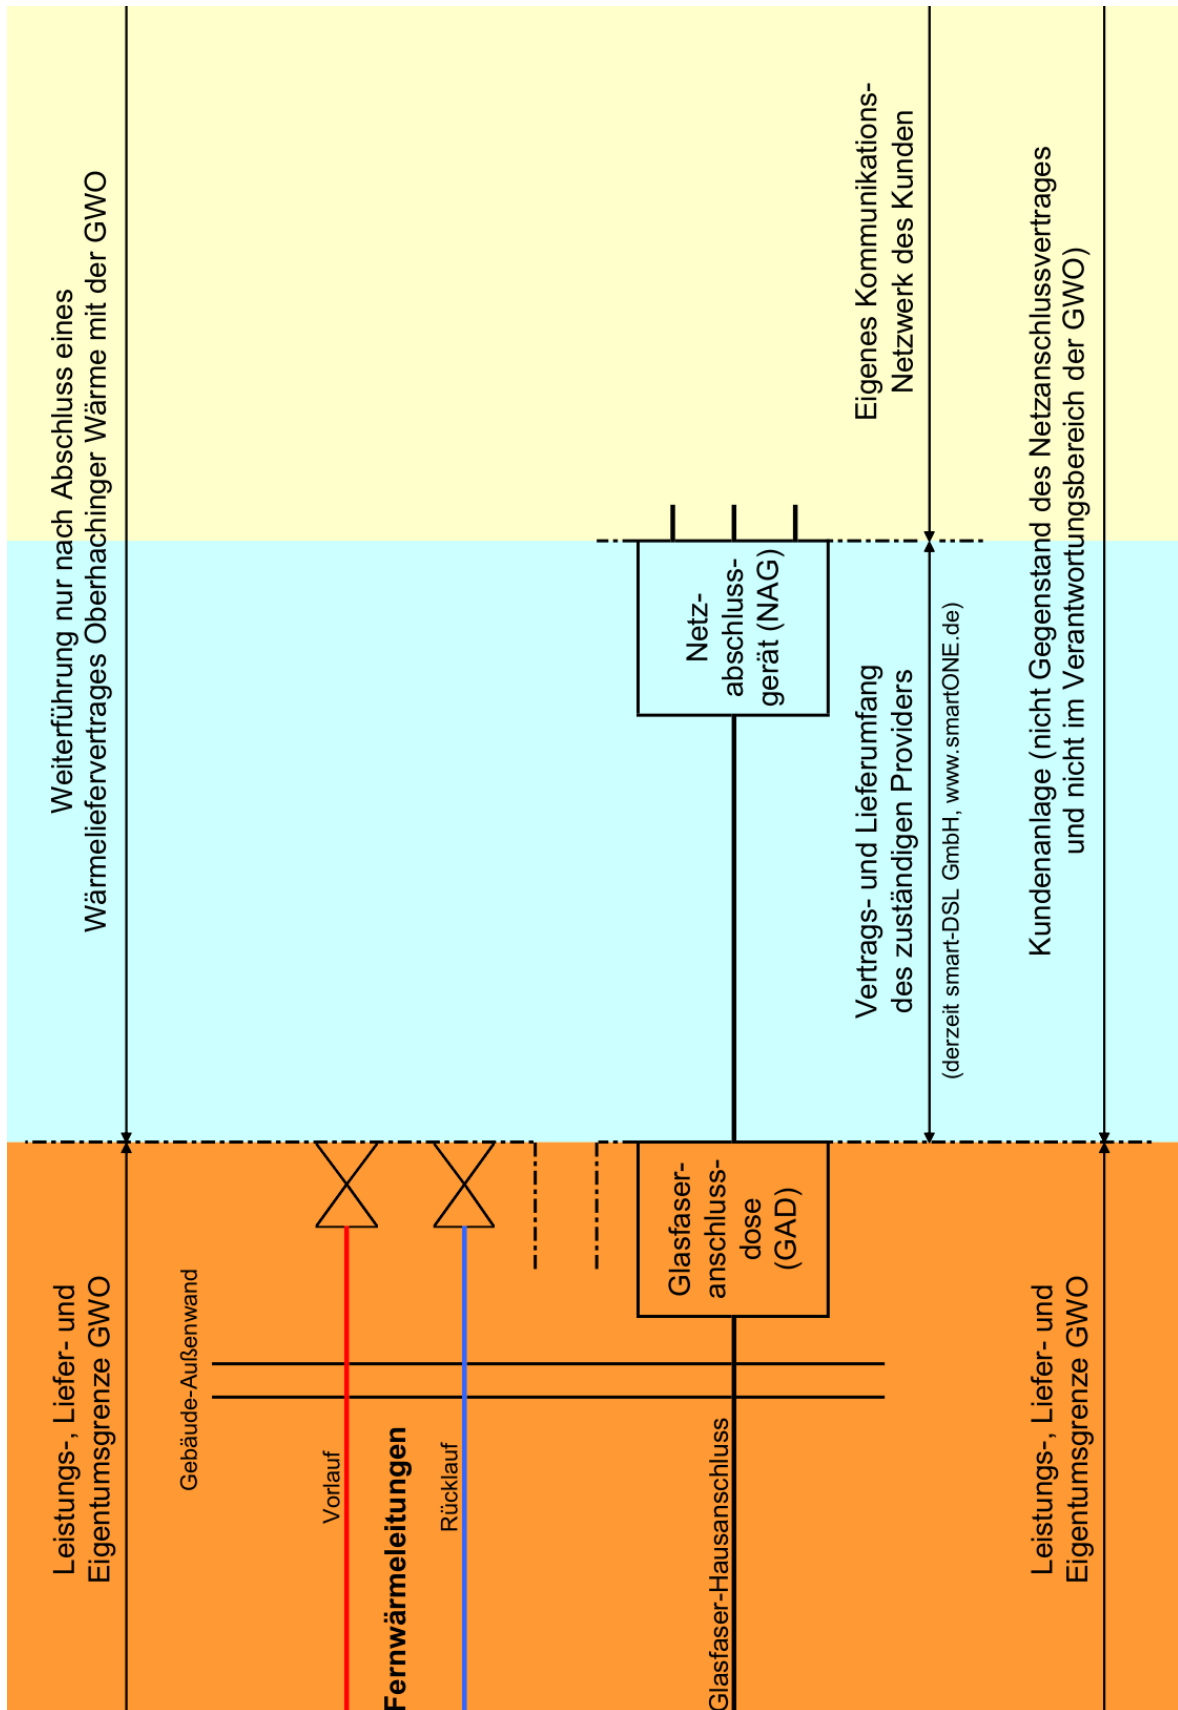 Weiterführung nur nach Abschluss eines
Wärmeliefervertrages Oberhachinger Wärme mit der GWO
Leistungs-, Liefer- und
Eigentumsgrenze GWO
Gebäude-Außenwand
Vorlauf
Fernwärmeleitungen
Rücklauf
Glasfaser-Hausanschluss
Glasfaser-
anschluss-
dose
(GAD)
Netz-
abschluss-
gerät (NAG)
Vertrags- und Lieferumfang
des zuständigen Providers
(derzeit smart-DSL GmbH, www.smartONE.de)
Eigenes Kommunikations-
Netzwerk des Kunden
Leistungs-, Liefer- und
Eigentumsgrenze GWO
Kundenanlage (nicht Gegenstand des Netzanschlussvertrages
und nicht im Verantwortungsbereich der GWO)